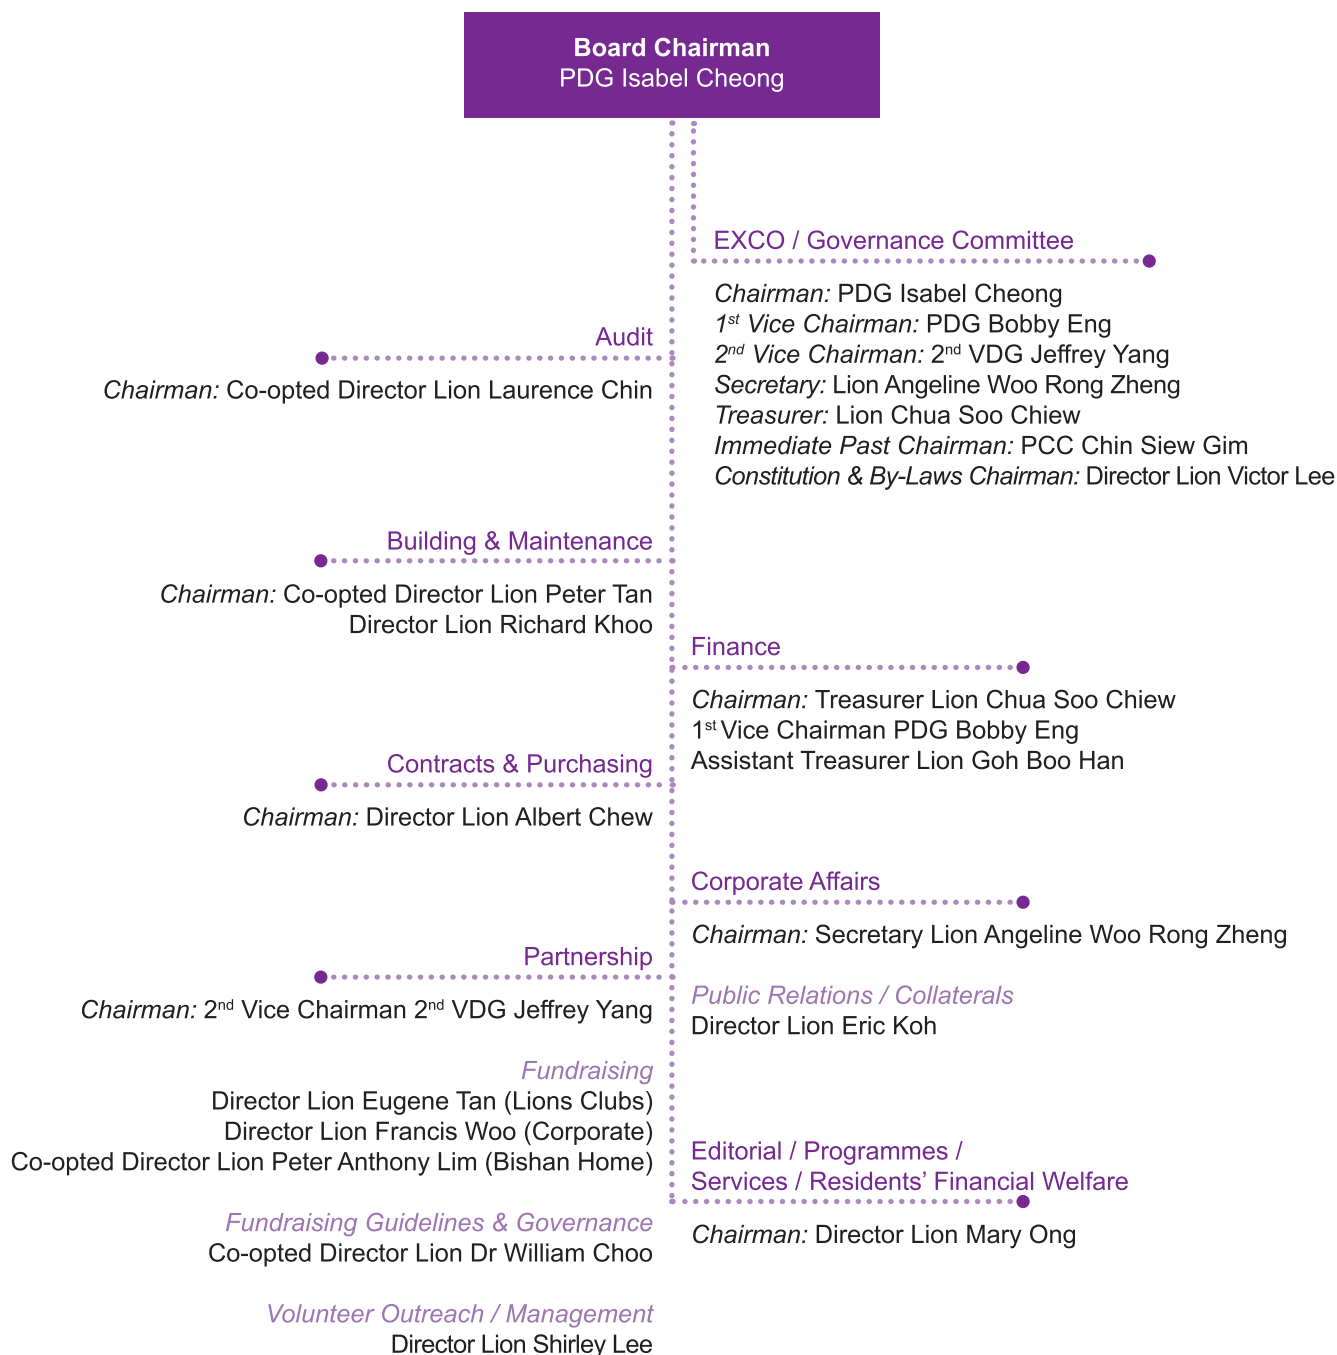 Board Chairman
PDG Isabel Cheong
EXCO / Governance Committee
Chairman: PDG Isabel Cheong
1st Vice Chairman: PDG Bobby Eng
2nd Vice Chairman: 2nd VDG Jeffrey Yang
Secretary: Lion Angeline Woo Rong Zheng
Treasurer: Lion Chua Soo Chiew
Immediate Past Chairman: PCC Chin Siew Gim
Constitution & By-Laws Chairman: Director Lion Victor Lee
Audit
Chairman: Co-opted Director Lion Laurence Chin
Building & Maintenance
Chairman: Co-opted Director Lion Peter Tan
Director Lion Richard Khoo
Finance
Chairman: Treasurer Lion Chua Soo Chiew
1st Vice Chairman PDG Bobby Eng
Assistant Treasurer Lion Goh Boo Han
Contracts & Purchasing
Chairman: Director Lion Albert Chew
Corporate Affairs
Chairman: Secretary Lion Angeline Woo Rong Zheng
Public Relations / Collaterals
Director Lion Eric Koh
Partnership
Chairman: 2nd Vice Chairman 2nd VDG Jeffrey Yang
Fundraising
Director Lion Eugene Tan (Lions Clubs)
Director Lion Francis Woo (Corporate)
Co-opted Director Lion Peter Anthony Lim (Bishan Home)
Fundraising Guidelines & Governance
Co-opted Director Lion Dr William Choo
Volunteer Outreach / Management
Director Lion Shirley Lee
Editorial / Programmes /
Services / Residents’ Financial Welfare
Chairman: Director Lion Mary Ong